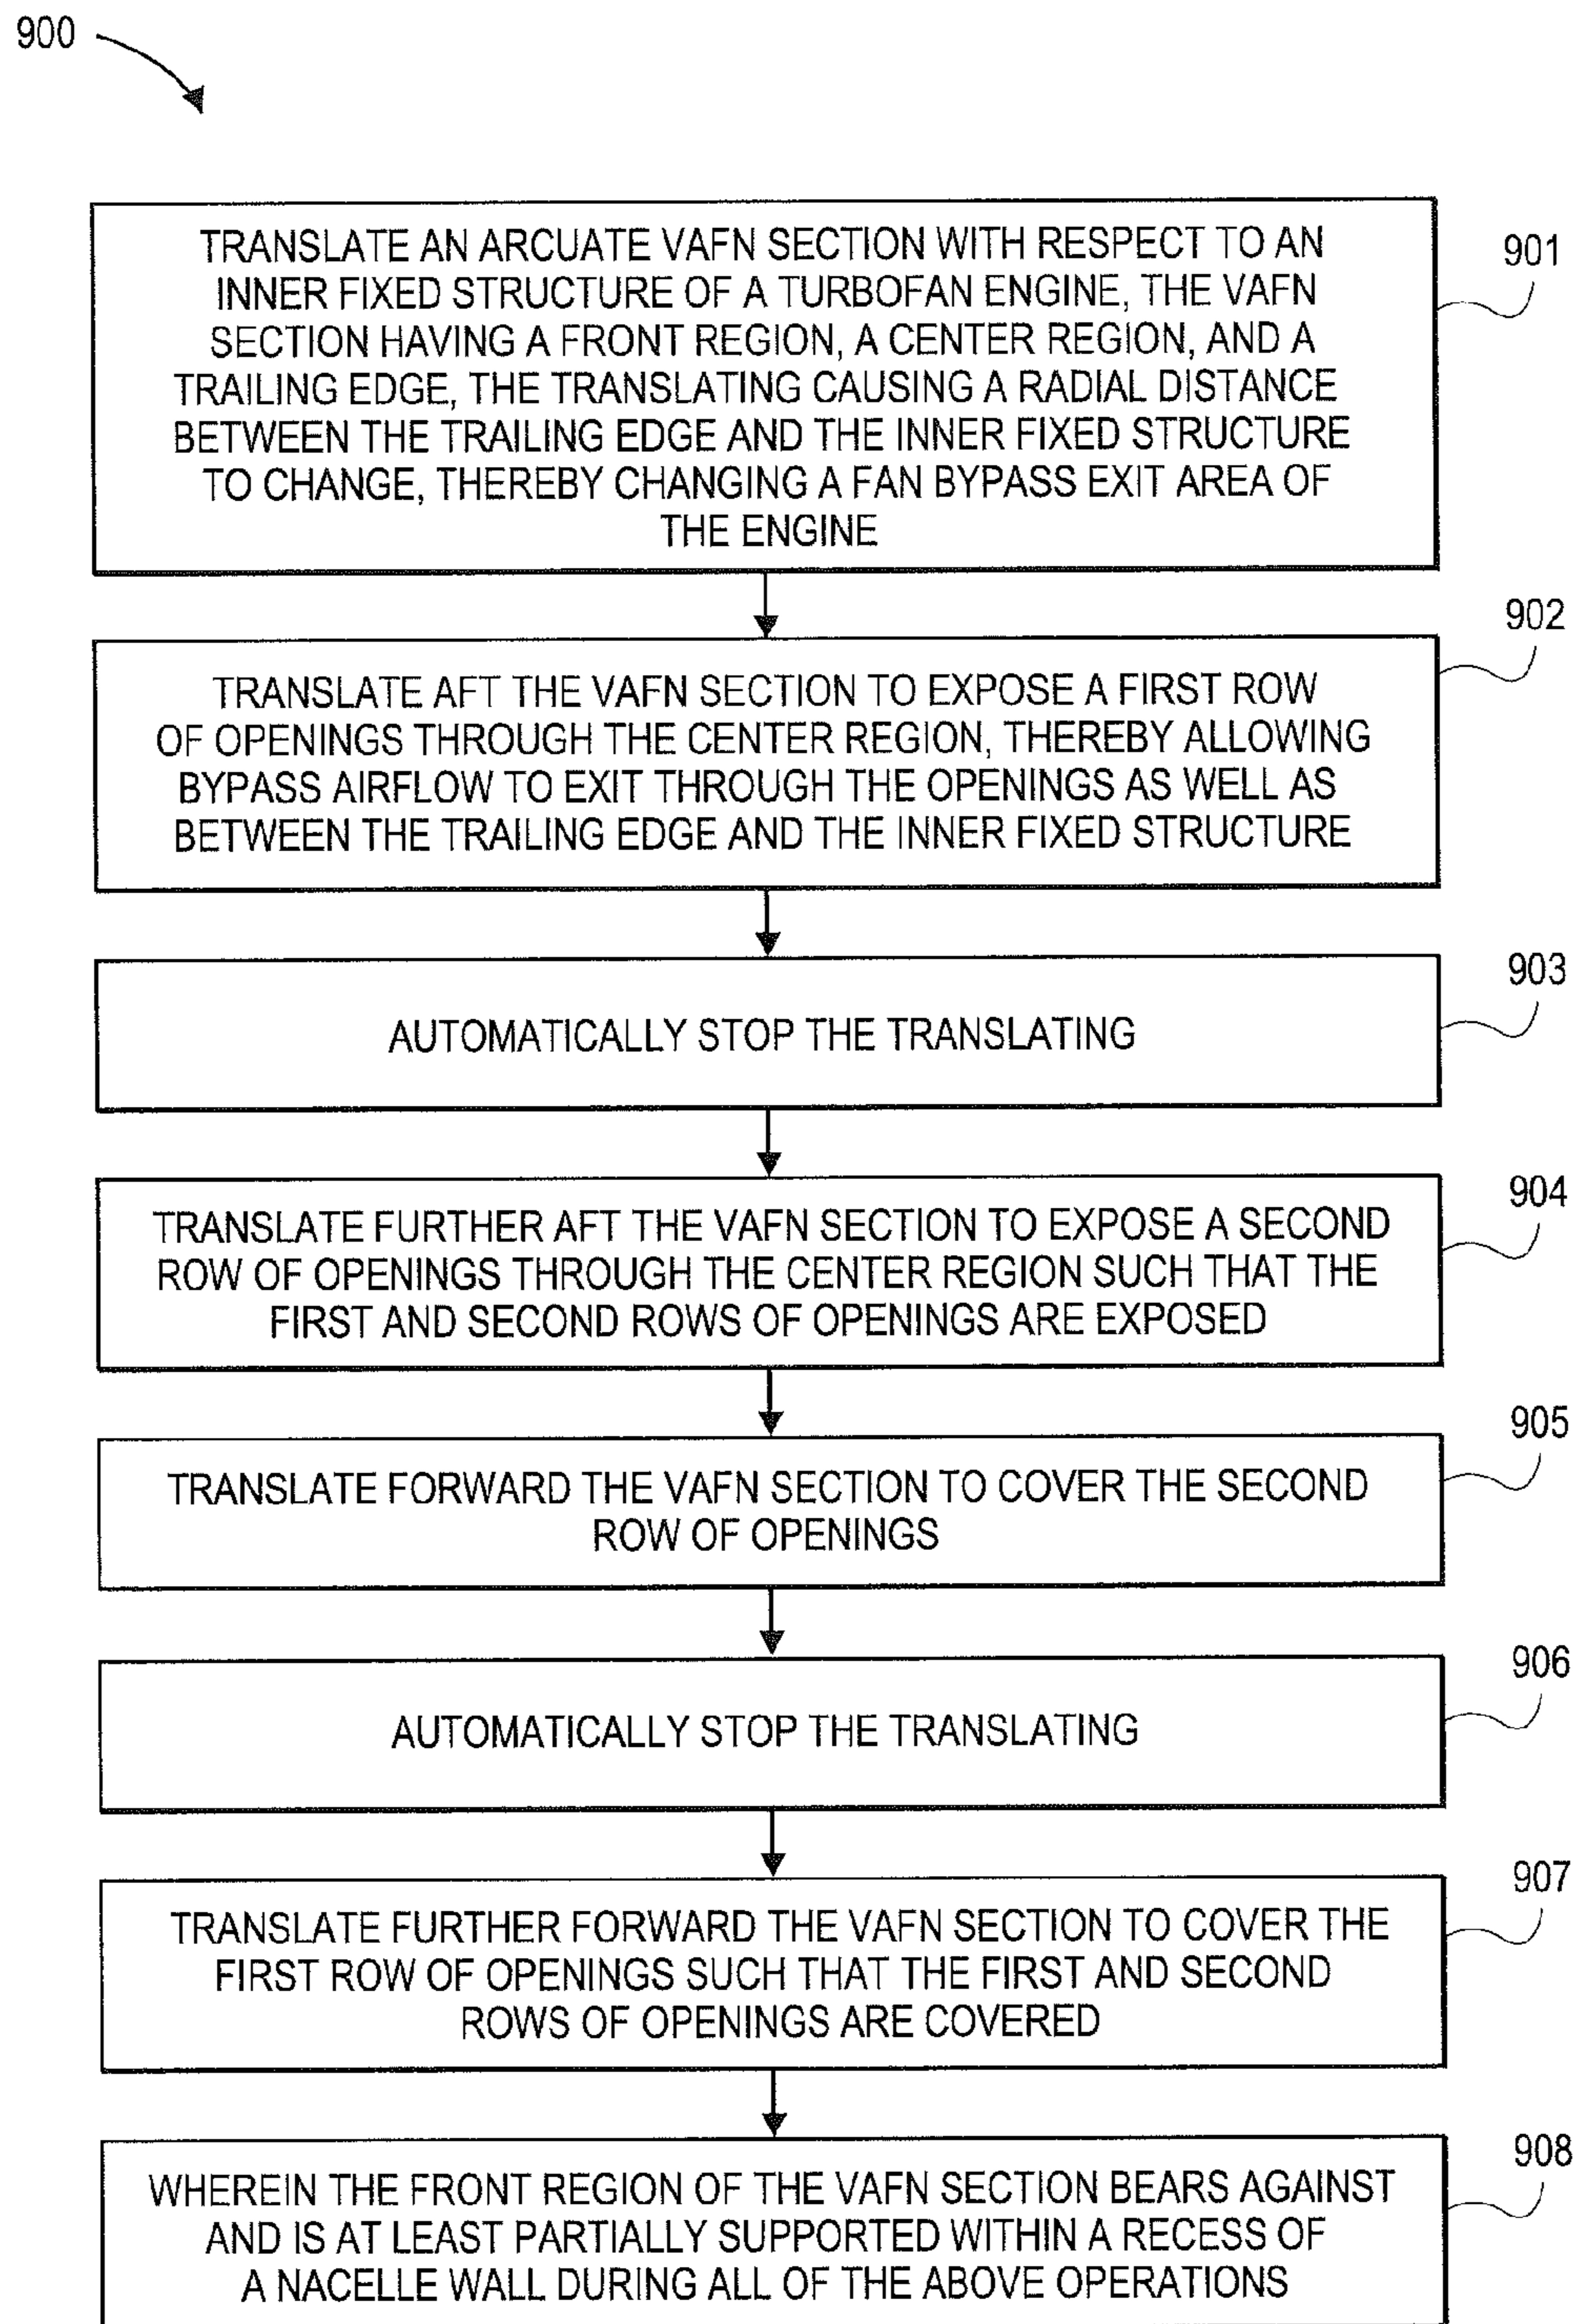 900
TRANSLATE AN ARCUATE VAFN SECTION WITH RESPECT TO AN
INNER FIXED STRUCTURE OF A TURBOFAN ENGINE, THE VAFN
SECTION HAVING A FRONT REGION, A CENTER REGION, AND A
TRAILING EDGE, THE TRANSLATING CAUSING A RADIAL DISTANCE
BETWEEN THE TRAILING EDGE AND THE INNER FIXED STRUCTURE
TO CHANGE, THEREBY CHANGING A FAN BYPASS EXIT AREA OF
THE ENGINE
901
TRANSLATE AFT THE VAFN SECTION TO EXPOSE A FIRST ROW
OF OPENINGS THROUGH THE CENTER REGION, THEREBY ALLOWING
BYPASS AIRFLOW TO EXIT THROUGH THE OPENINGS AS WELL AS
BETWEEN THE TRAILING EDGE AND THE INNER FIXED STRUCTURE
902
AUTOMATICALLY STOP THE TRANSLATING
903
TRANSLATE FURTHER AFT THE VAFN SECTION TO EXPOSE A SECOND
ROW OF OPENINGS THROUGH THE CENTER REGION SUCH THAT THE
FIRST AND SECOND ROWS OF OPENINGS ARE EXPOSED
904
TRANSLATE FORWARD THE VAFN SECTION TO COVER THE SECOND
ROW OF OPENINGS
905
AUTOMATICALLY STOP THE TRANSLATING
906
TRANSLATE FURTHER FORWARD THE VAFN SECTION TO COVER THE
FIRST ROW OF OPENINGS SUCH THAT THE FIRST AND SECOND
ROWS OF OPENINGS ARE COVERED
907
WHEREIN THE FRONT REGION OF THE VAFN SECTION BEARS AGAINST
AND IS AT LEAST PARTIALLY SUPPORTED WITHIN A RECESS OF
A NACELLE WALL DURING ALL OF THE ABOVE OPERATIONS
908